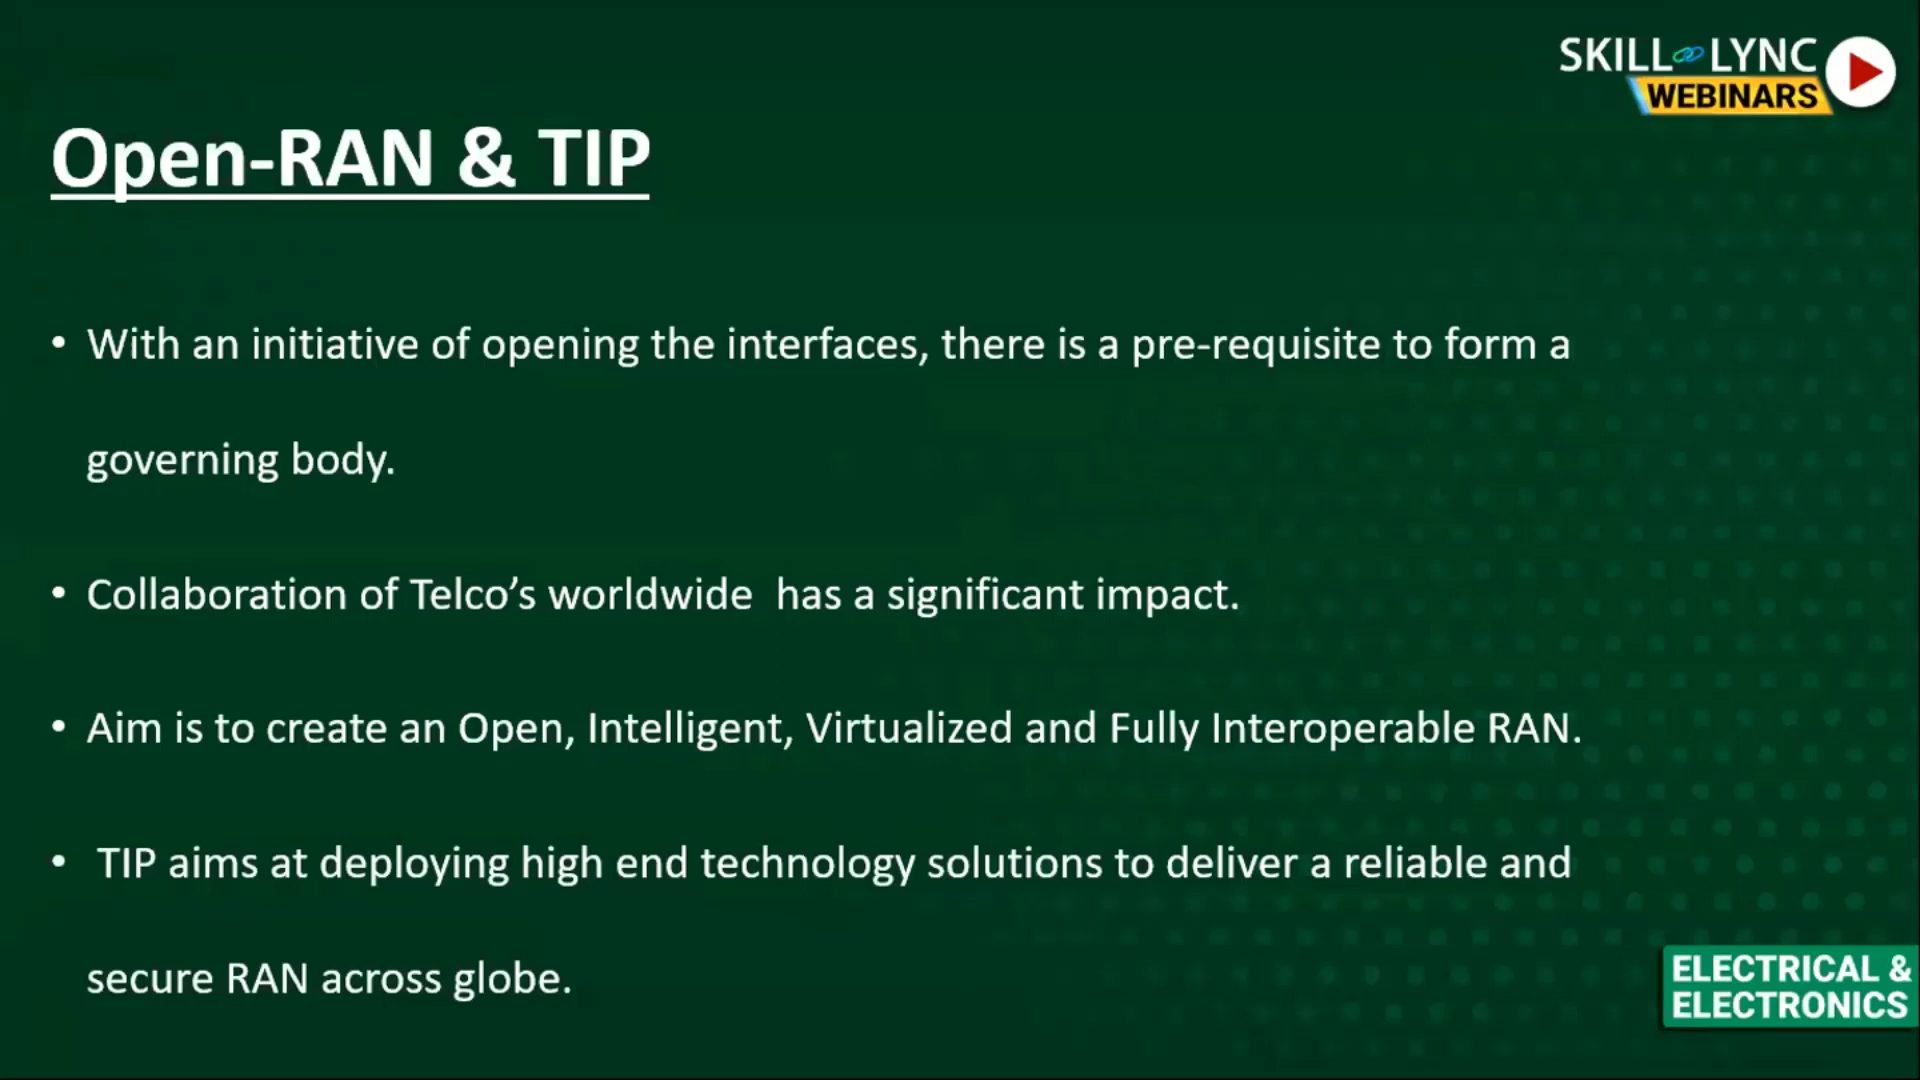 SKILL LYNC
WEBINARS
Open-RAN & TIP
• With an initiative of opening the interfaces, there is a pre-requisite to form a
governing body.
• Collaboration of Telco’s worldwide  has a significant impact.
• Aim is to create an Open, Intelligent, Virtualized and Fully Interoperable RAN.
• TIP aims at deploying high end technology solutions to deliver a reliable and
secure RAN across globe.
ELECTRICAL &
ELECTRONICS